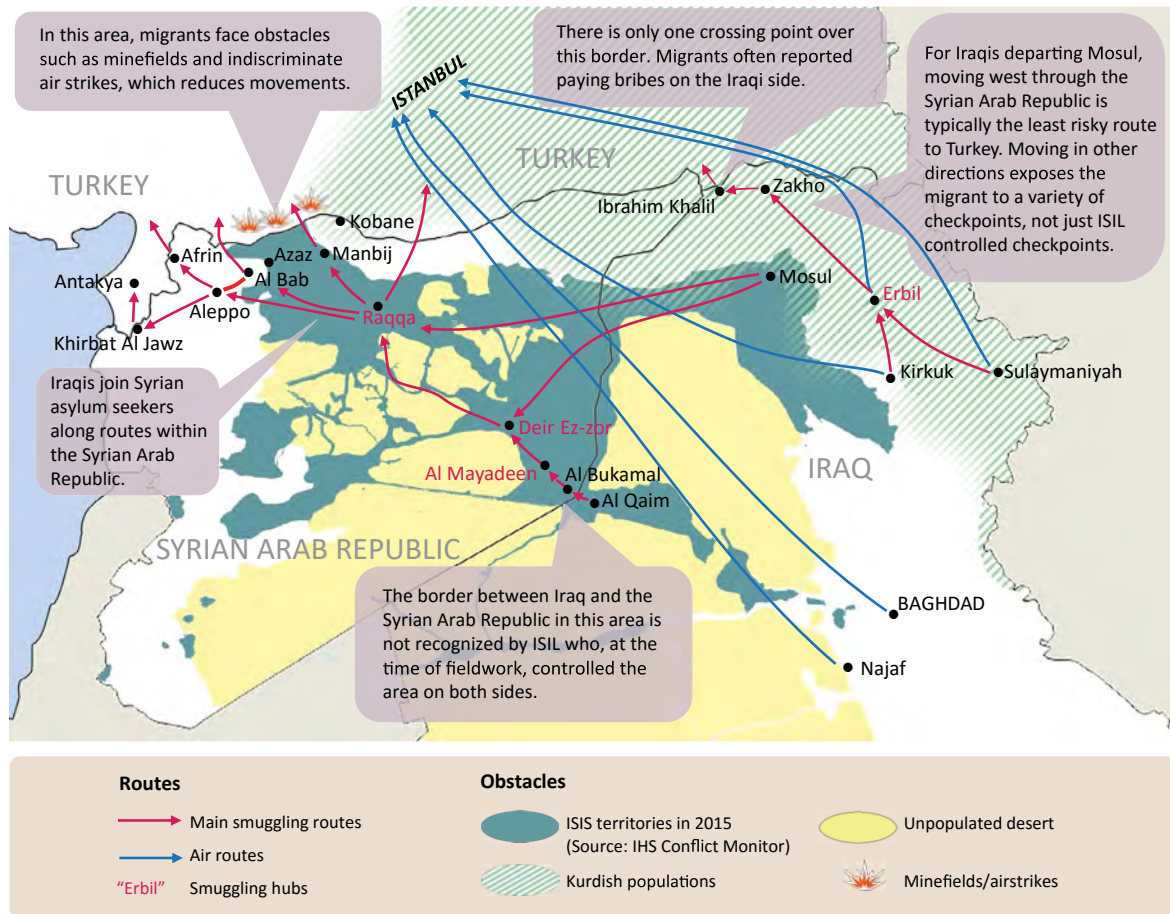 In this area, migrants face obstacles
such as minefields and indiscriminate
air strikes, which reduces movements.
There is only one crossing point over
this border. Migrants often reported
paying bribes on the Iraqi side.
For Iraqis departing Mosul,
moving west through the
Syrian Arab Republic is
typically the least risky route
to Turkey. Moving in other
directions exposes the
migrant to a variety of
checkpoints, not just ISIL
controlled checkpoints.
ISTANBUL
TURKEY
TURKEY
Zakho
Ibrahim Khalil
Kobane
Afrin
Azaz
Manbij
Antakya
Al Bab
Mosul
Aleppo
Erbil
Raqqa
Khirbat Al Jawz
Kirkuk
Sulaymaniyah
Iraqis join Syrian
asylum seekers
along routes within
the Syrian Arab
Republic.
Deir Ez-zor
IRAQ
Al Mayadeen
Al Bukamal
Al Qaim
SYRIAN ARAB REPUBLIC
The border between Iraq and the
Syrian Arab Republic in this area is
not recognized by ISIL who, at the
time of fieldwork, controlled the
area on both sides.
BAGHDAD
Najaf
Routes
Main smuggling routes
Air routes
“Erbil” Smuggling hubs
Obstacles
ISIS territories in 2015
(Source: IHS Conflict Monitor)
Kurdish populations
Unpopulated desert
Minefields/airstrikes